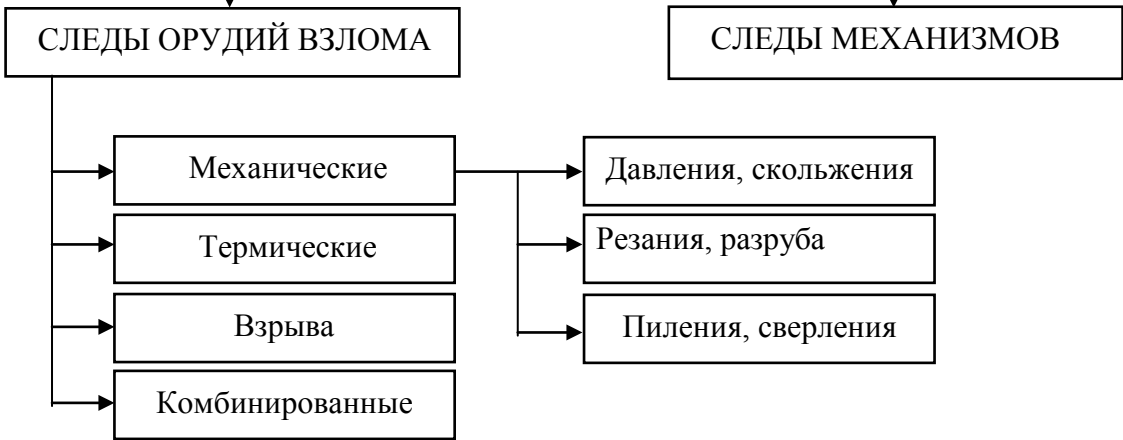 СЛЕДЫ ОРУДИЙ ВЗЛОМА
СЛЕДЫ МЕХАНИЗМОВ
Механические
Давления, скольжения
Термические
Резания, разруба
Взрыва
Пиления, сверления
Комбинированные